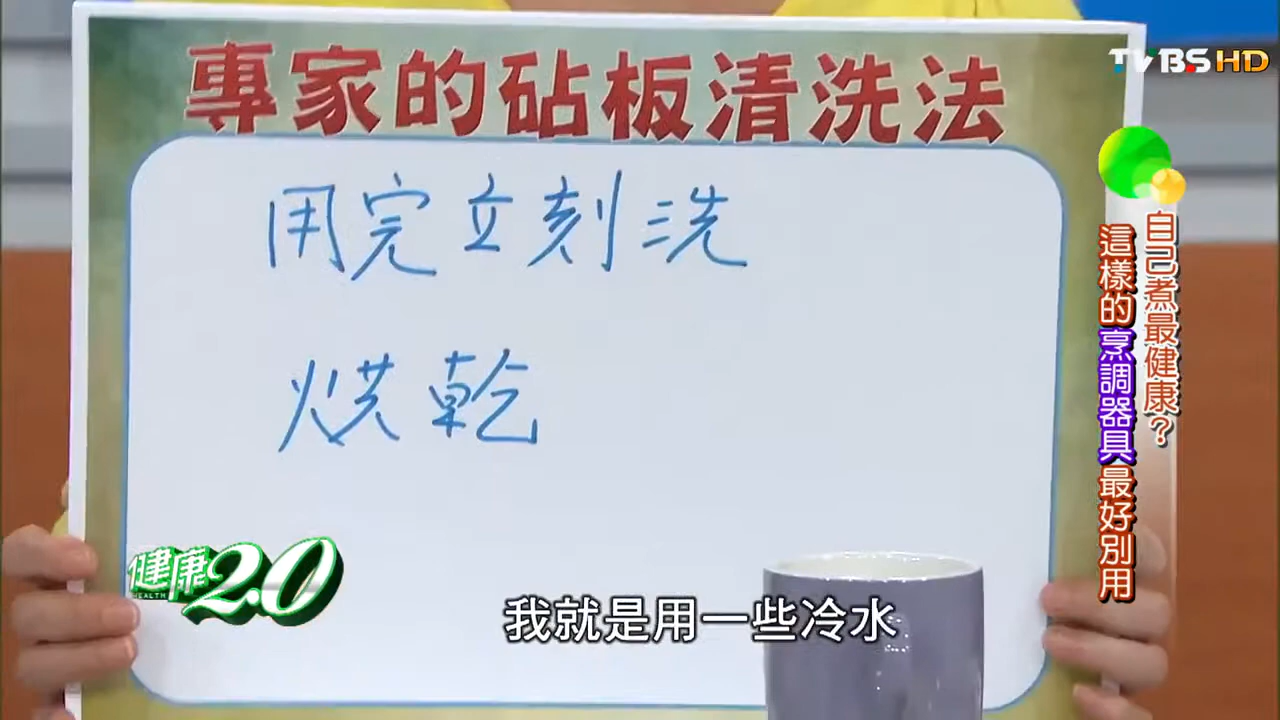 專家的砧板清洗法
用完立刻洗
烘乾
TVBS HD
自己煮最健康?
這樣的烹調器具最好別用
健康2.0
HEALTH
我就是用一些冷水